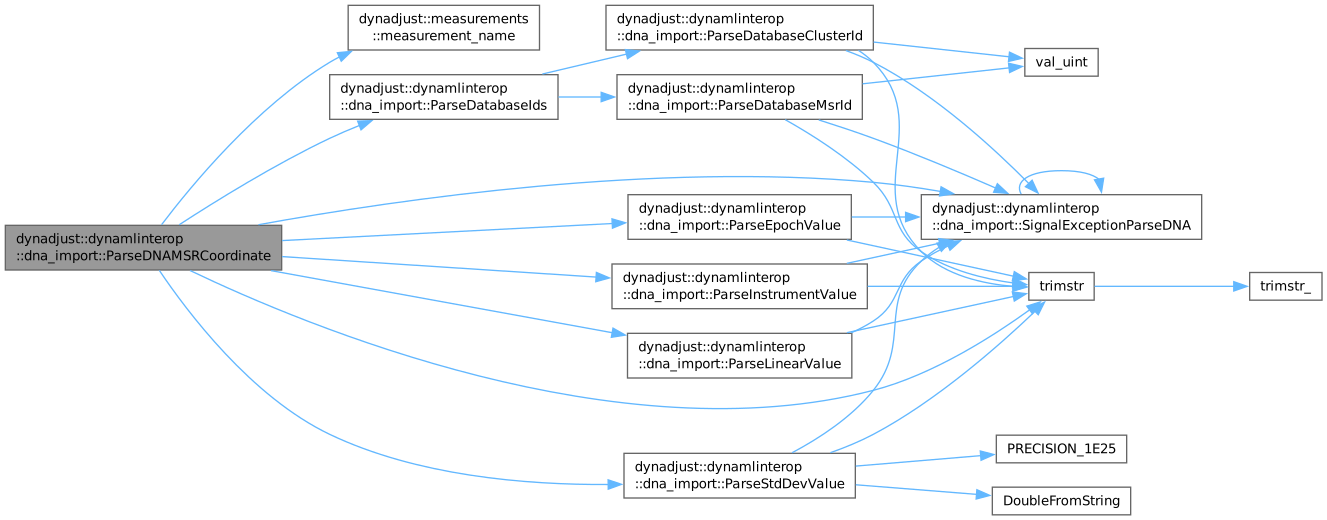 dynadjust::dynamlinterop
::dna_import::ParseDNAMSRCoordinate
dynadjust::measurements
::measurement_name
dynadjust::dynamlinterop
::dna_import::ParseDatabaseIds
dynadjust::dynamlinterop
::dna_import::ParseDatabaseClusterId
dynadjust::dynamlinterop
::dna_import::ParseDatabaseMsrId
val_uint
dynadjust::dynamlinterop
::dna_import::SignalExceptionParseDNA
dynadjust::dynamlinterop
::dna_import::ParseEpochValue
dynadjust::dynamlinterop
::dna_import::ParseInstrumentValue
trimstr
trimstr_
dynadjust::dynamlinterop
::dna_import::ParseLinearValue
dynadjust::dynamlinterop
::dna_import::ParseStdDevValue
PRECISION_1E25
DoubleFromString